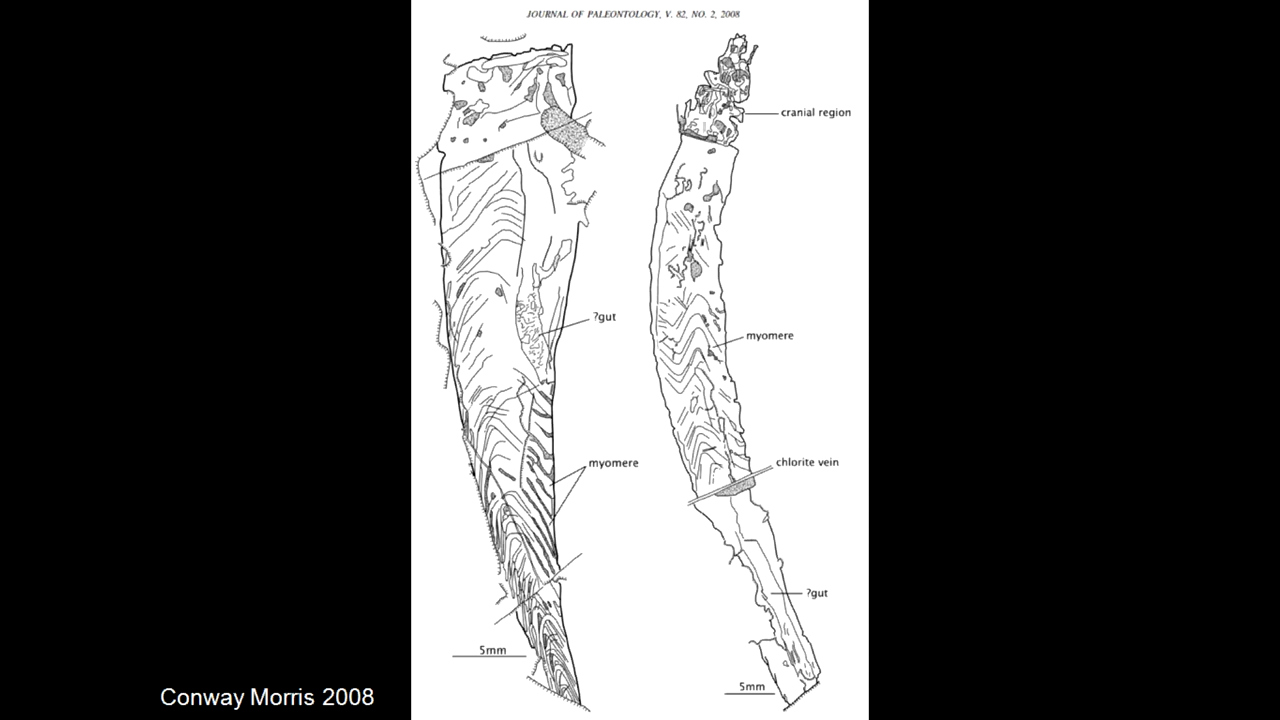 JOURNAL OF PALEONTOLOGY, V. 82, NO. 2, 2008
cranial region
?gut
myomere
myomere
chlorite vein
?gut
5mm
5mm
Conway Morris 2008